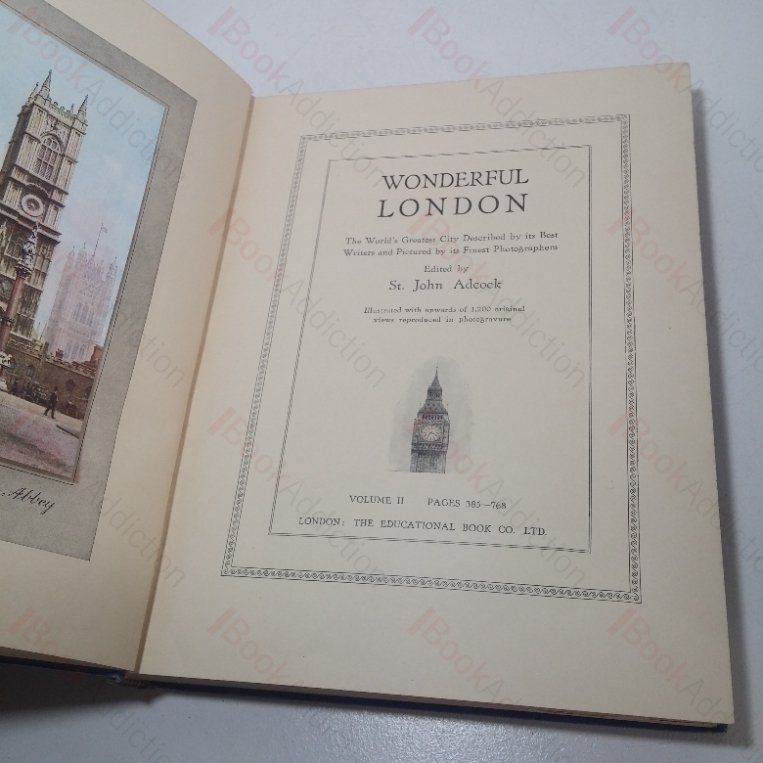 WONDERFUL
LONDON
The World's Greatest City Described by its Best
Writers and Pictured by its Finest Photographers
Edited by
St. John Adcock
Illustrated with upwards of 1,200 original
views reproduced in photogravure
VOLUME II PAGES 385–768
LONDON: THE EDUCATIONAL BOOK CO. LTD.
Abbey
BookAddiction